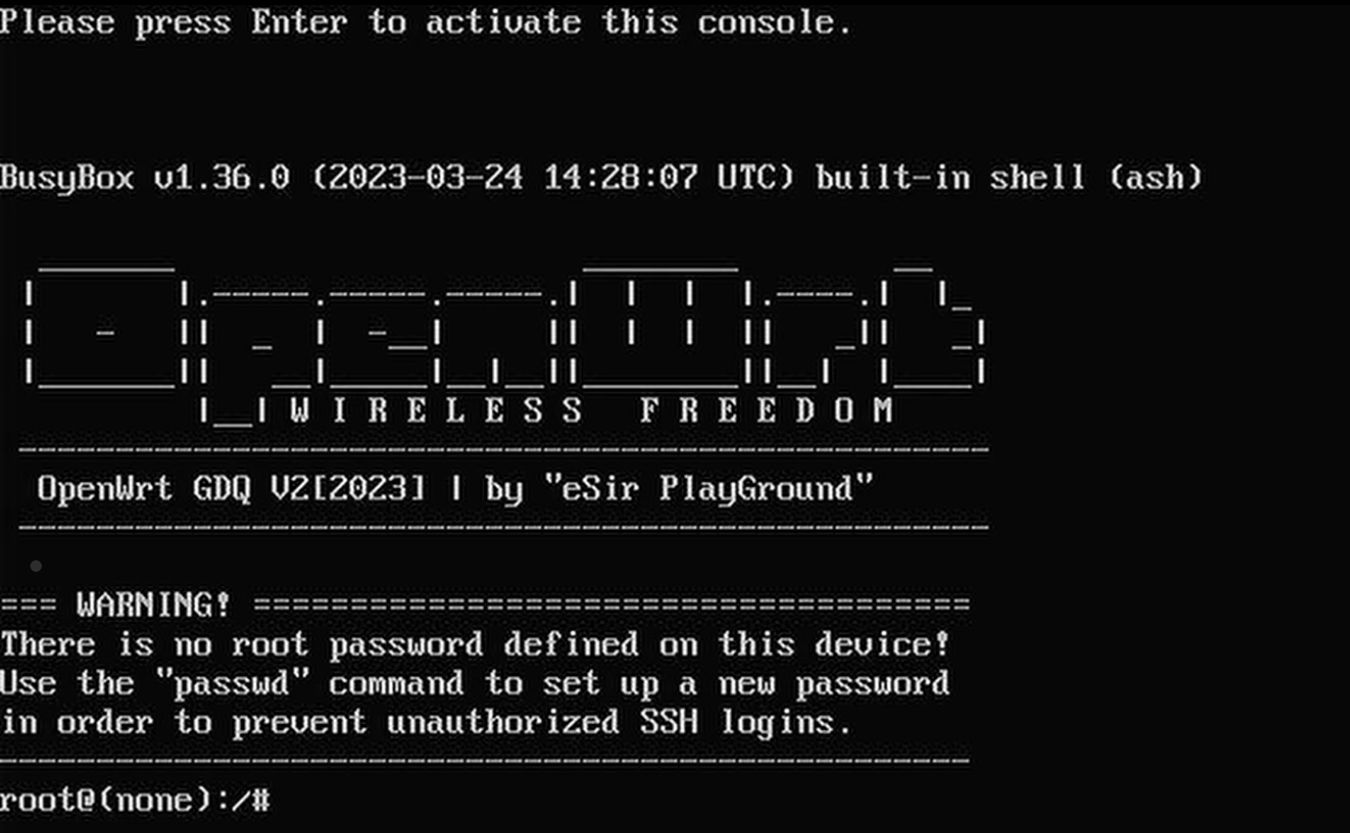 Please press Enter to activate this console.
BusyBox v1.36.0 (2023-03-24 14:28:07 UTC) built-in shell (ash)
OpenWrt
W I R E L E S S   F R E E D O M
OpenWrt GDQ V2[2023] | by "eSir PlayGround"
=== WARNING! =====================================
There is no root password defined on this device!
Use the "passwd" command to set up a new password
in order to prevent unauthorized SSH logins.
--------------------------------------------------
root@(none):/#